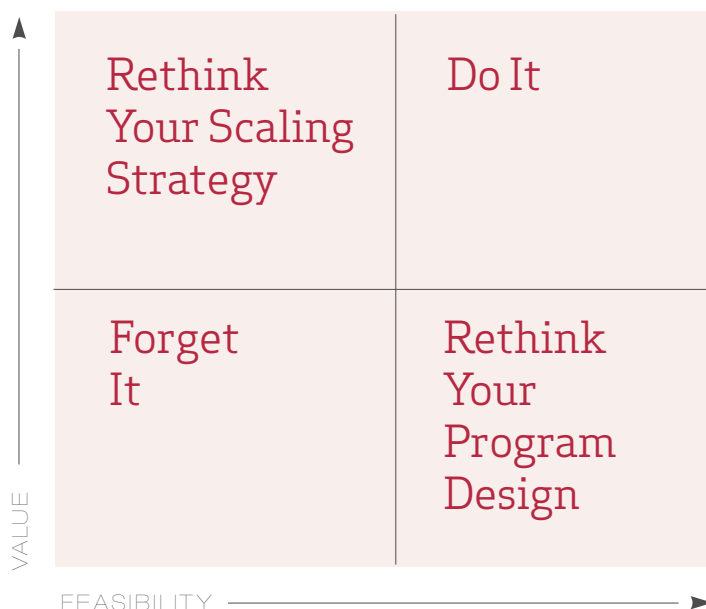 Rethink
Your Scaling
Strategy
Do It
Forget
It
Rethink
Your
Program
Design
VALUE
FEASIBILITY